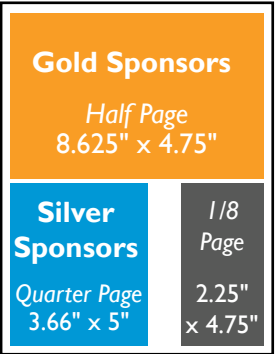 Gold Sponsors
Half Page
8.625" x 4.75"
Silver
Sponsors
Quarter Page
3.66" x 5"
1/8
Page
2.25"
x 4.75"